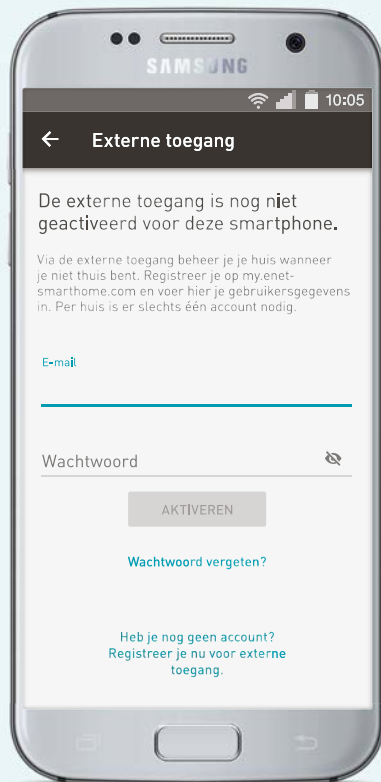 SAMSUNG
10:05
Externe toegang
De externe toegang is nog niet
geactiveerd voor deze smartphone.
Via de externe toegang beheer je je huis wanneer
je niet thuis bent. Registreer je op my.enet-
smarthome.com en voer hier je gebruikersgegevens
in. Per huis is er slechts één account nodig.
E-mail
Wachtwoord
AKTIVEREN
Wachtwoord vergeten?
Heb je nog geen account?
Registreer je nu voor externe
toegang.